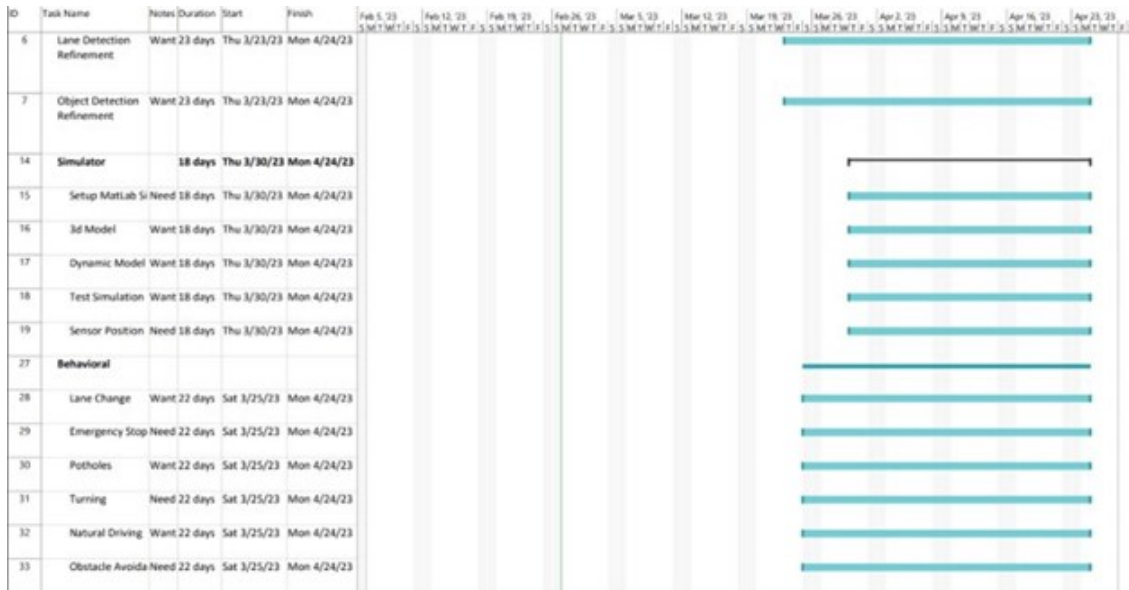 ID Task Name Notes Duration Start Finish Feb 5, '23 Feb 12, '23 Feb 19, '23 Feb 26, '23 Mar 5, '23 Mar 12, '23 Mar 19, '23 Mar 26, '23 Apr 2, '23 Apr 9, '23 Apr 16, '23 Apr 23, '23
S M T W T F S S M T W T F S S M T W T F S S M T W T F S S M T W T F S S M T W T F S S M T W T F S S M T W T F S S M T W T F S S M T W T F S S M T W T F S S M T W T F
6 Lane Detection Want 23 days Thu 3/23/23 Mon 4/24/23
Refinement
7 Object Detection Want 23 days Thu 3/23/23 Mon 4/24/23
Refinement
14 Simulator 18 days Thu 3/30/23 Mon 4/24/23
15 Setup MatLab Si Need 18 days Thu 3/30/23 Mon 4/24/23
16 3d Model Want 18 days Thu 3/30/23 Mon 4/24/23
17 Dynamic Model Want 18 days Thu 3/30/23 Mon 4/24/23
18 Test Simulation Want 18 days Thu 3/30/23 Mon 4/24/23
19 Sensor Position Need 18 days Thu 3/30/23 Mon 4/24/23
27 Behavioral
28 Lane Change Want 22 days Sat 3/25/23 Mon 4/24/23
29 Emergency Stop Need 22 days Sat 3/25/23 Mon 4/24/23
30 Potholes Want 22 days Sat 3/25/23 Mon 4/24/23
31 Turning Need 22 days Sat 3/25/23 Mon 4/24/23
32 Natural Driving Want 22 days Sat 3/25/23 Mon 4/24/23
33 Obstacle Avoida Need 22 days Sat 3/25/23 Mon 4/24/23